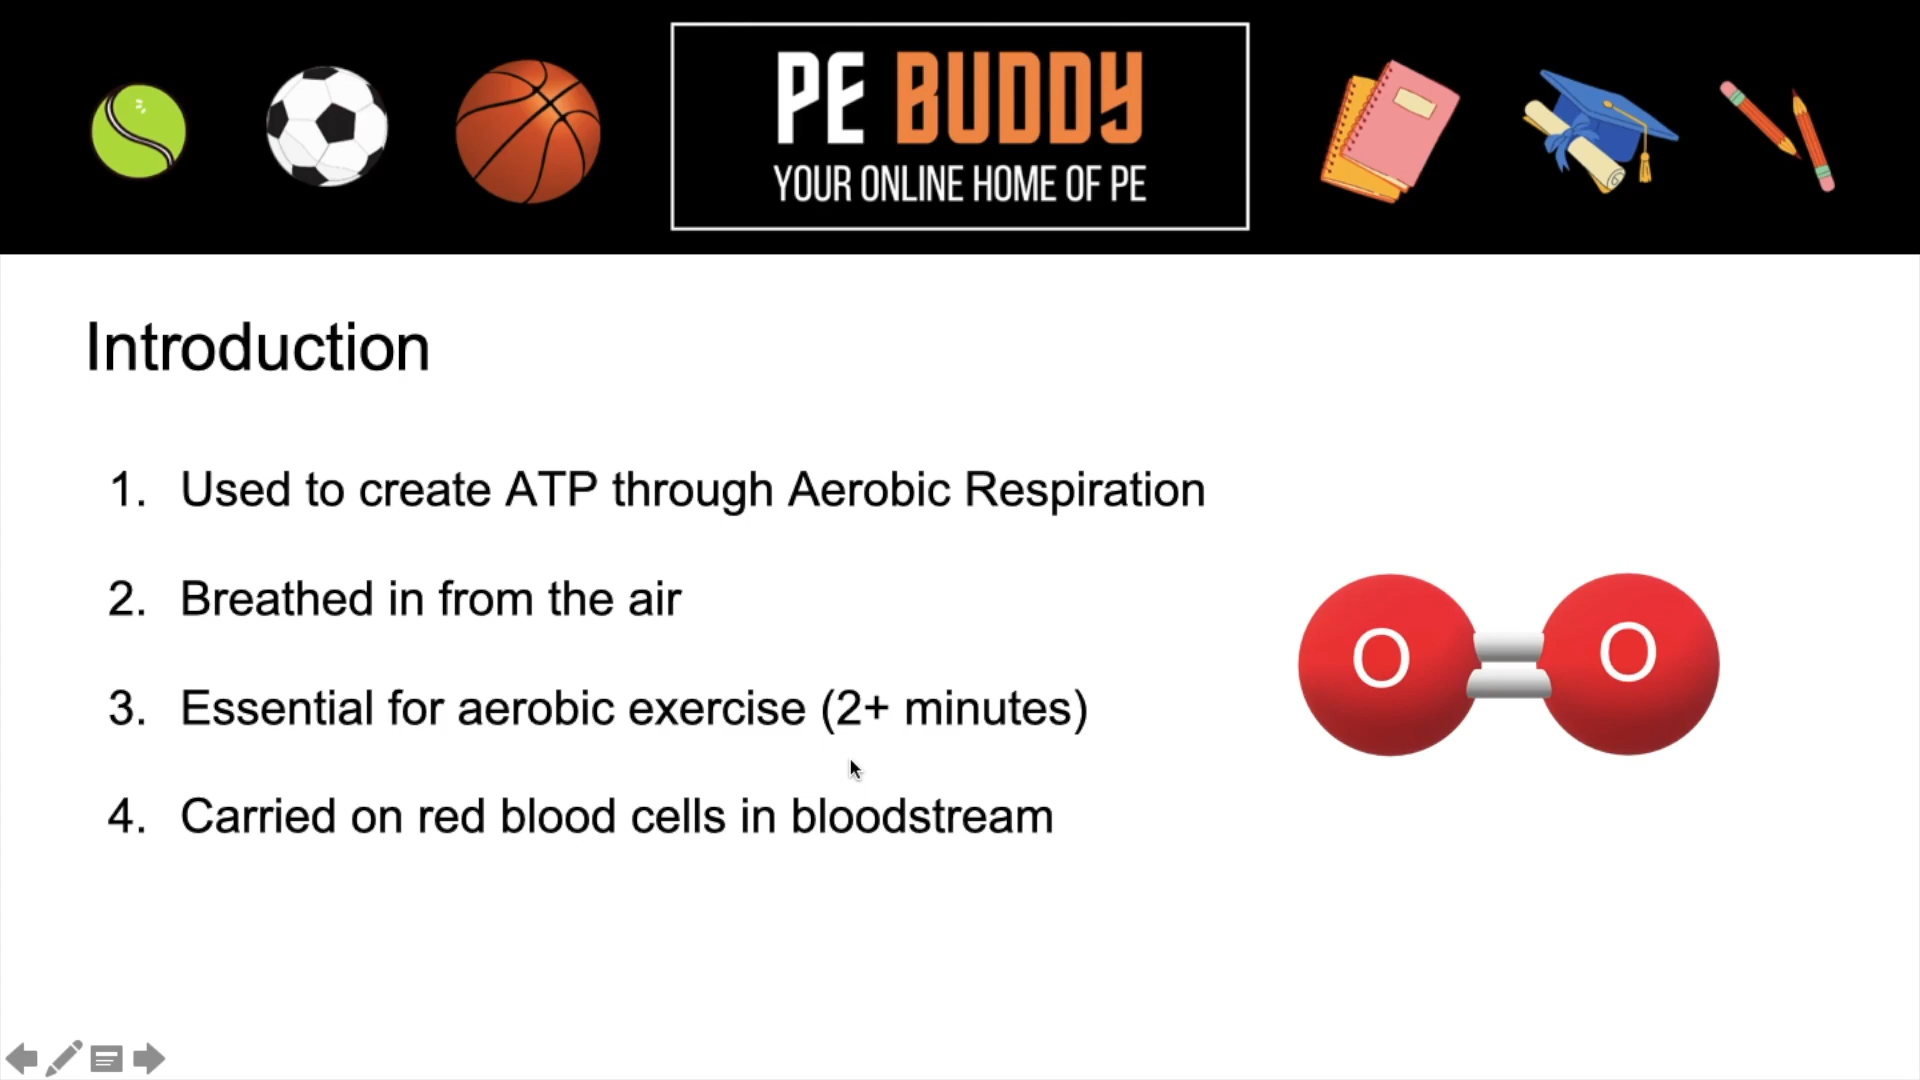 PE BUDDY
YOUR ONLINE HOME OF PE
Introduction
1. Used to create ATP through Aerobic Respiration
2. Breathed in from the air
3. Essential for aerobic exercise (2+ minutes)
4. Carried on red blood cells in bloodstream
O O